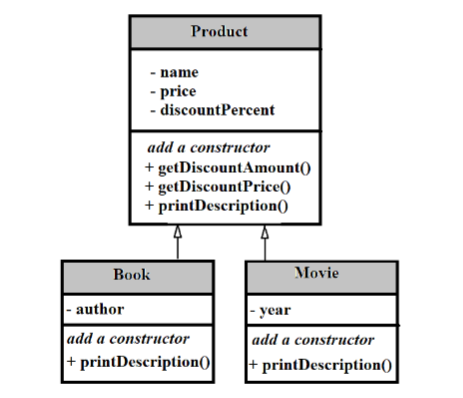 Product
- name
- price
- discountPercent
add a constructor
+ getDiscountAmount()
+ getDiscountPrice()
+ printDescription()
Book
- author
add a constructor
+ printDescription()
Movie
- year
add a constructor
+ printDescription()